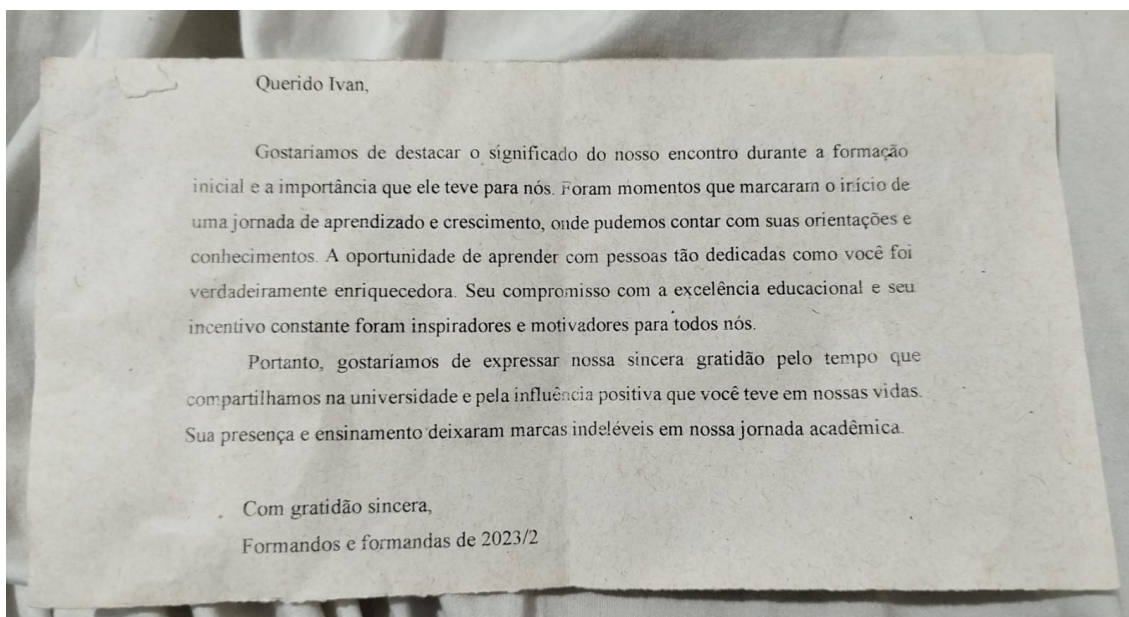 Querido Ivan,
Gostaríamos de destacar o significado do nosso encontro durante a formação
inicial e a importância que ele teve para nós. Foram momentos que marcaram o início de
uma jornada de aprendizado e crescimento, onde pudemos contar com suas orientações e
conhecimentos. A oportunidade de aprender com pessoas tão dedicadas como você foi
verdadeiramente enriquecedora. Seu compromisso com a excelência educacional e seu
incentivo constante foram inspiradores e motivadores para todos nós.
Portanto, gostaríamos de expressar nossa sincera gratidão pelo tempo que
compartilhamos na universidade e pela influência positiva que você teve em nossas vidas.
Sua presença e ensinamento deixaram marcas indeléveis em nossa jornada acadêmica.
Com gratidão sincera,
Formandos e formandas de 2023/2